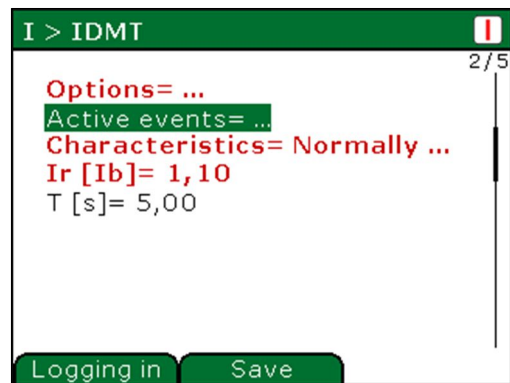 I > IDMT
2/5
Options= ...
Active events= ...
Characteristics= Normally ...
Ir [Ib]= 1,10
T [s]= 5,00
Logging in Save